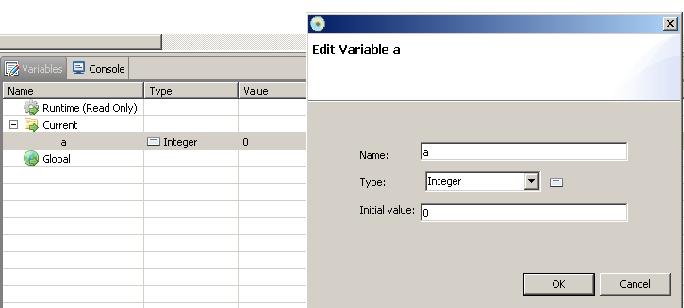 Variables Console
Name Type Value
Runtime (Read Only)
Current
a Integer 0
Global
Edit Variable a
Name: a
Type: Integer
Initial value: 0
OK Cancel